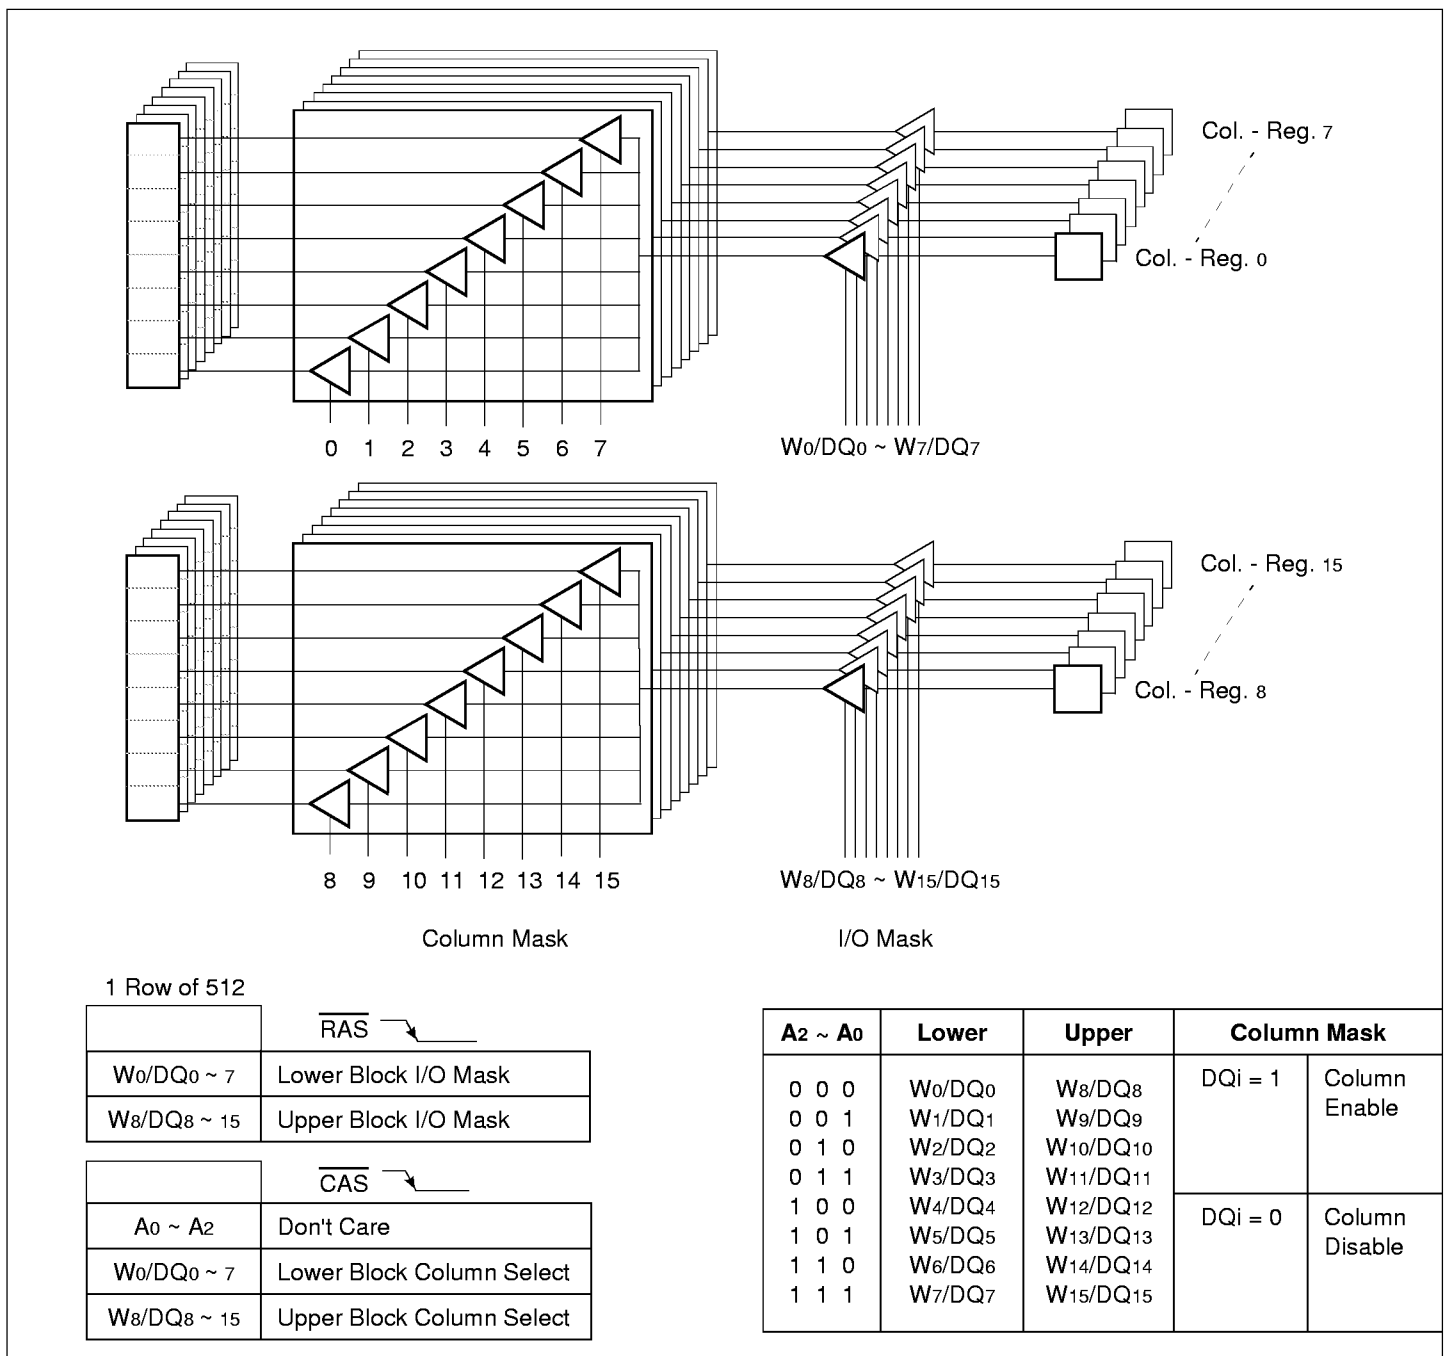 Col. - Reg. 7
Col. - Reg. 0
0 1 2 3 4 5 6 7
W0/DQ0 ~ W7/DQ7
Col. - Reg. 15
Col. - Reg. 8
8 9 10 11 12 13 14 15
W8/DQ8 ~ W15/DQ15
Column Mask
I/O Mask
1 Row of 512
RAS
W0/DQ0 ~ 7 Lower Block I/O Mask
W8/DQ8 ~ 15 Upper Block I/O Mask
CAS
A0 ~ A2 Don't Care
W0/DQ0 ~ 7 Lower Block Column Select
W8/DQ8 ~ 15 Upper Block Column Select
A2 ~ A0 Lower Upper Column Mask
0 0 0 W0/DQ0 W8/DQ8
0 0 1 W1/DQ1 W9/DQ9
0 1 0 W2/DQ2 W10/DQ10
0 1 1 W3/DQ3 W11/DQ11
1 0 0 W4/DQ4 W12/DQ12
1 0 1 W5/DQ5 W13/DQ13
1 1 0 W6/DQ6 W14/DQ14
1 1 1 W7/DQ7 W15/DQ15
DQi = 1 Column
Enable
DQi = 0 Column
Disable